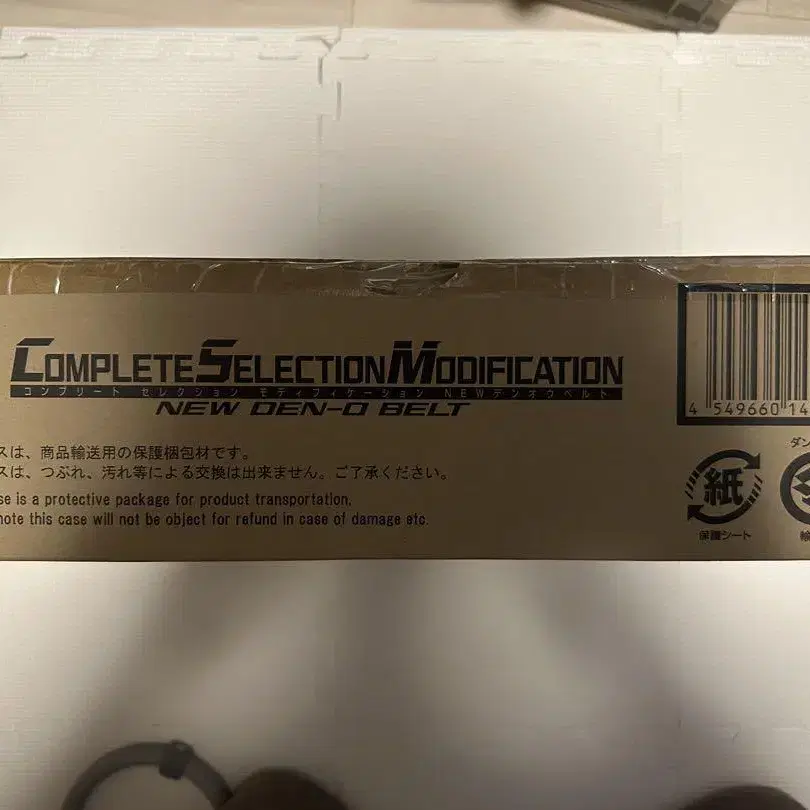 COMPLETE SELECTION MODIFICATION
コンプリート セレクション モディフィケーション NEWデンオウベルト
NEW DEN-O BELT
スは、商品輸送用の保護梱包材です。
スは、つぶれ、汚れ等による交換は出来ません。ご了承ください。
se is a protective package for product transportation.
note this case will not be object for refund in case of damage etc.
4 549660 14
紙
保護シート
ダン
輸